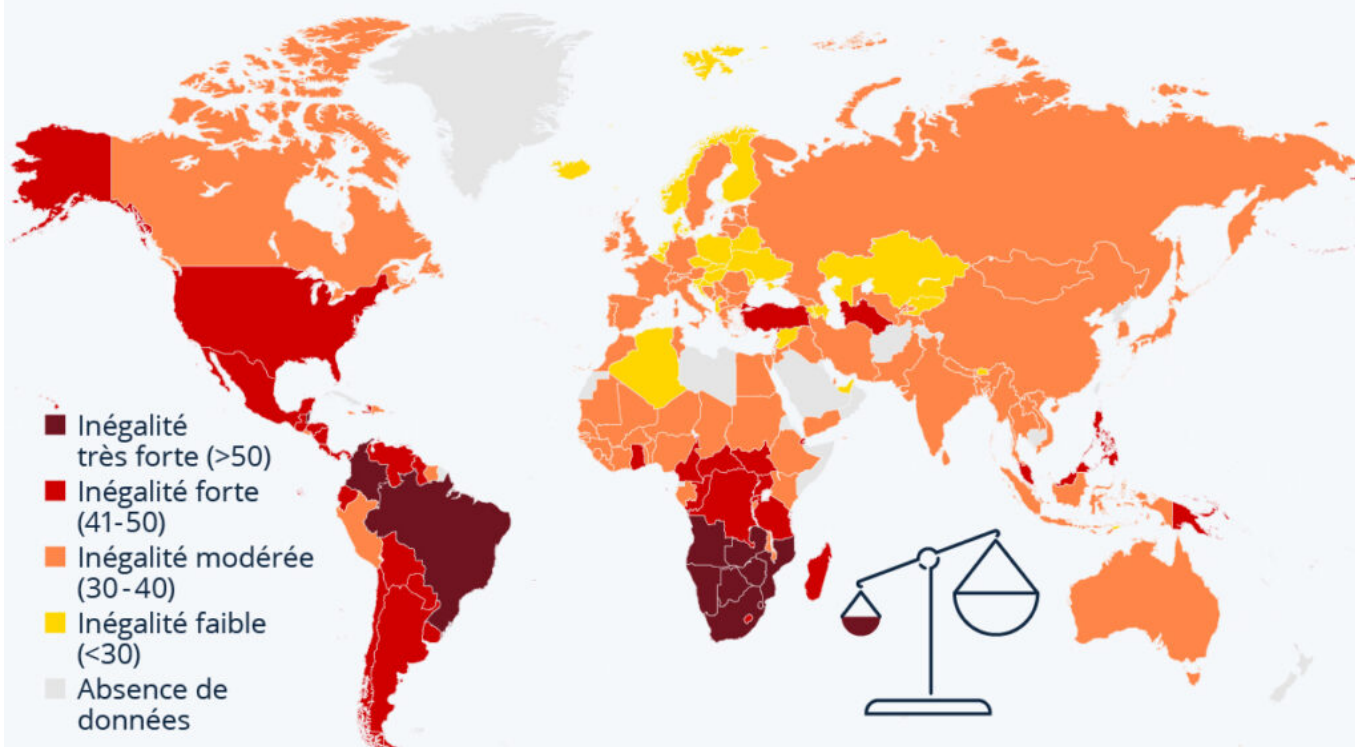 Inégalité
très forte (>50)
Inégalité forte
(41-50)
Inégalité modérée
(30-40)
Inégalité faible
(<30)
Absence de
données